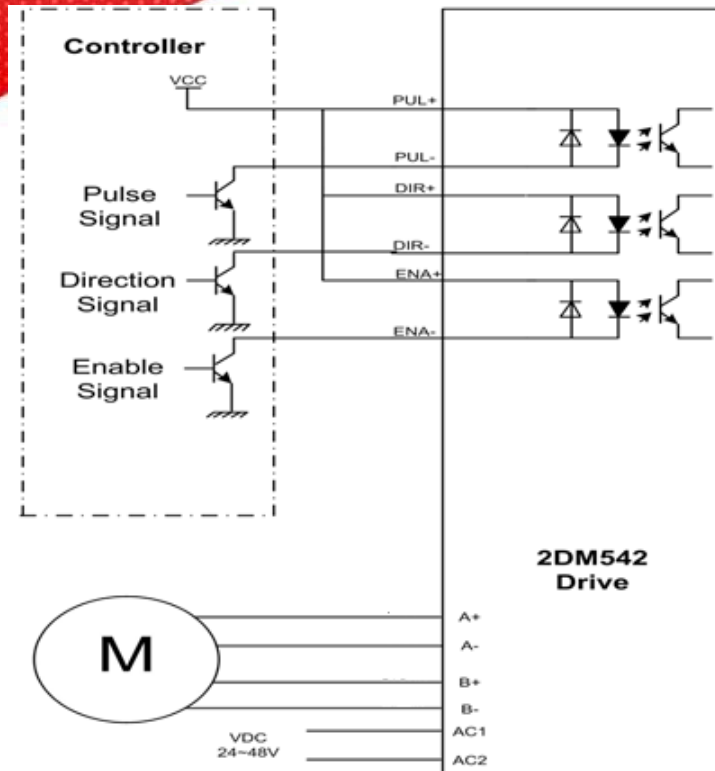 Controller
VCC
PUL+
PUL-
Pulse
Signal
DIR+
DIR-
Direction
Signal
ENA+
ENA-
Enable
Signal
2DM542
Drive
M
A+
A-
B+
B-
VDC
24~48V
AC1
AC2